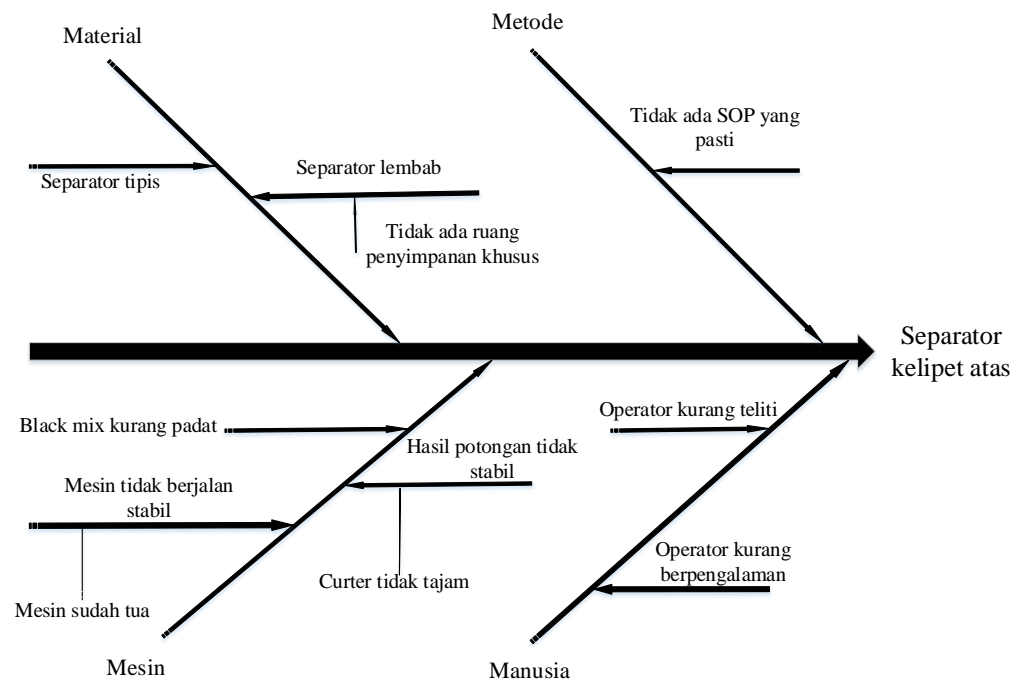 Material
Metode
Tidak ada SOP yang
pasti
Separator tipis
Separator lembab
Tidak ada ruang
penyimpanan khusus
Separator
kelipet atas
Black mix kurang padat
Hasil potongan tidak
stabil
Mesin tidak berjalan
stabil
Curter tidak tajam
Mesin sudah tua
Mesin
Operator kurang teliti
Operator kurang
berpengalaman
Manusia